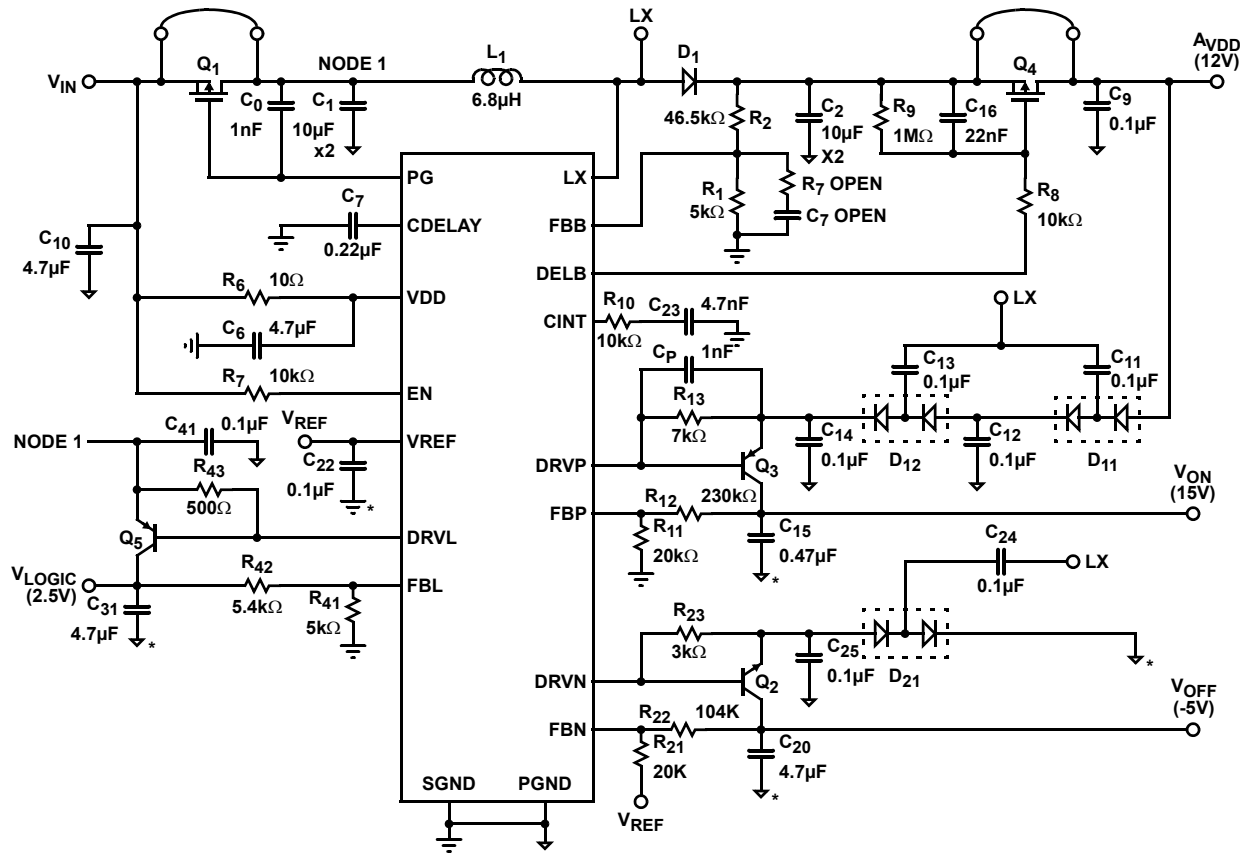 LX
V_IN
Q1
NODE 1
L1
6.8µH
D1
Q4
A_VDD
(12V)
C0
1nF
C1
10µF
x2
46.5kΩ
R2
C2
10µF
X2
R9
1MΩ
C16
22nF
C9
0.1µF
PG
LX
R1
5kΩ
R7 OPEN
C7 OPEN
R8
10kΩ
C7
0.22µF
CDELAY
FBB
C10
4.7µF
DELB
R6
10Ω
VDD
C6
4.7µF
CINT
R10
10kΩ
C23
4.7nF
LX
CP
1nF
C13
0.1µF
C11
0.1µF
R7
10kΩ
EN
R13
7kΩ
NODE 1
C41
0.1µF
V_REF
VREF
C22
0.1µF
*
C14
0.1µF
D12
C12
0.1µF
D11
R43
500Ω
DRVP
Q3
V_ON
(15V)
FBP
R12
230kΩ
R11
20kΩ
C15
0.47µF
*
Q5
DRVL
V_LOGIC
(2.5V)
R42
5.4kΩ
FBL
C31
4.7µF
*
R41
5kΩ
C24
0.1µF
LX
R23
3kΩ
C25
0.1µF
D21
*
DRVN
Q2
V_OFF
(-5V)
FBN
R22
104K
R21
20K
C20
4.7µF
*
SGND
PGND
V_REF